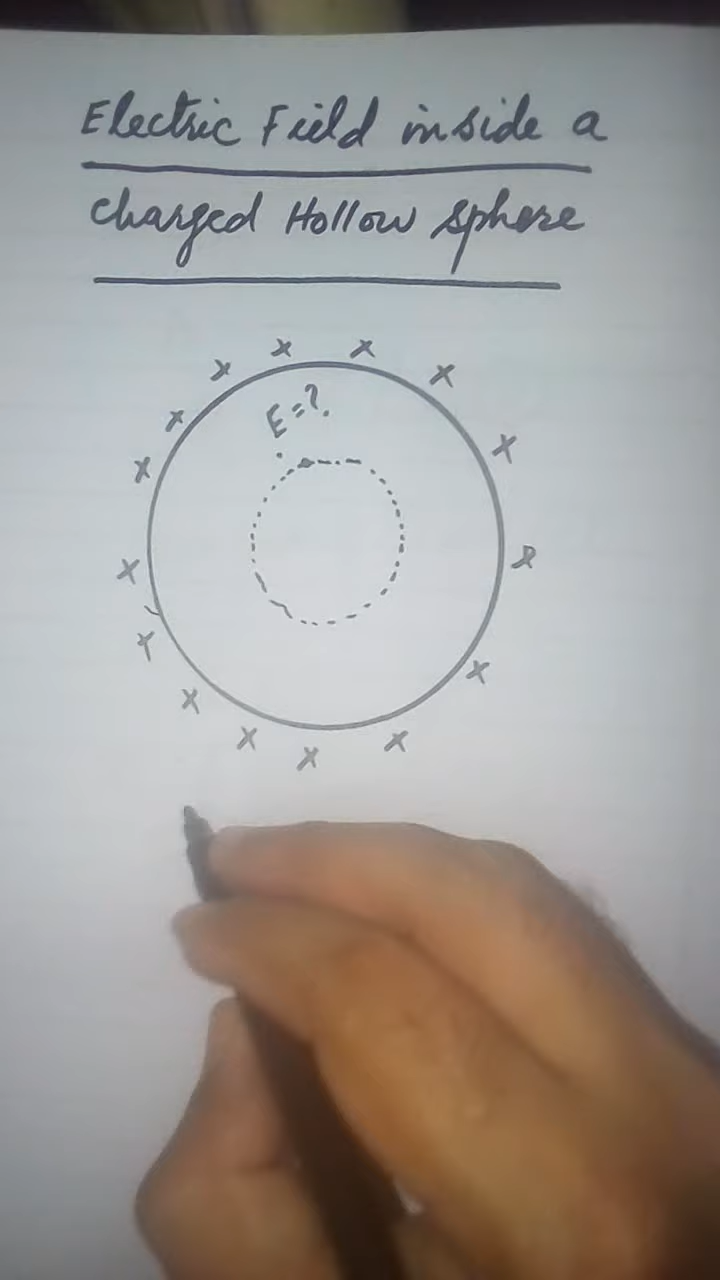 Electric Field inside a
charged Hollow sphere
x x x x x x x x x x x x x x x x
E=?